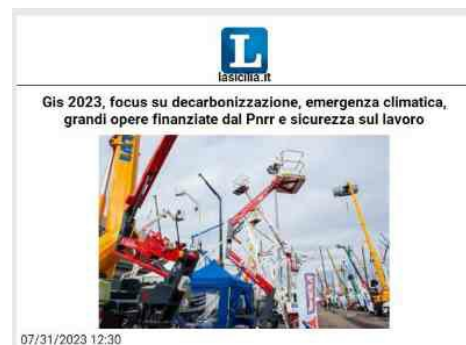 L
lasicilia.it
Gis 2023, focus su decarbonizzazione, emergenza climatica,
grandi opere finanziate dal Pnrr e sicurezza sul lavoro
07/31/2023 12:30